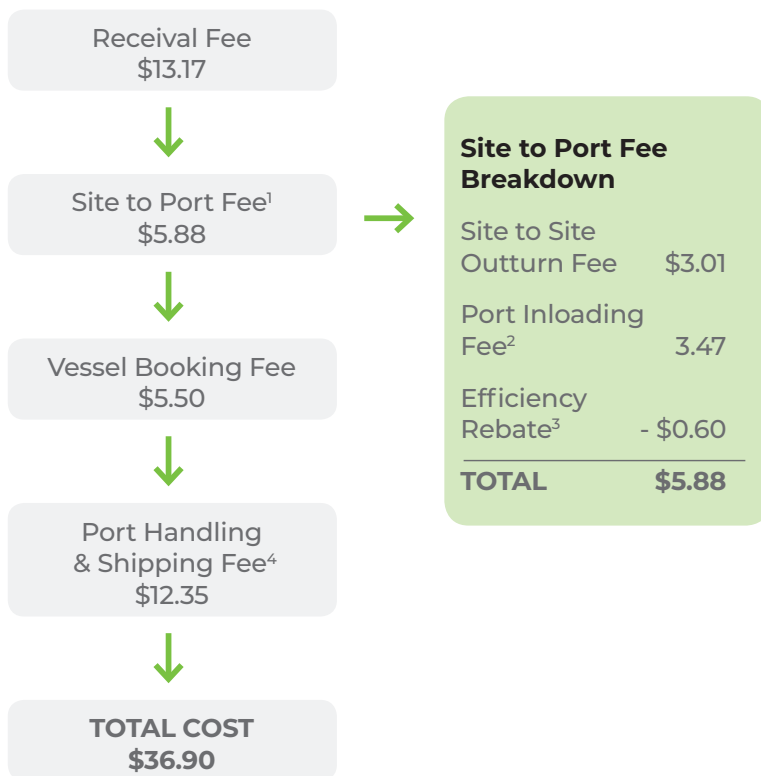 Receival Fee
$13.17
Site to Port Fee¹
$5.88
Vessel Booking Fee
$5.50
Port Handling
& Shipping Fee⁴
$12.35
TOTAL COST
$36.90
Site to Port Fee
Breakdown
Site to Site
Outturn Fee $3.01
Port Inloading
Fee² 3.47
Efficiency
Rebate³ - $0.60
TOTAL $5.88